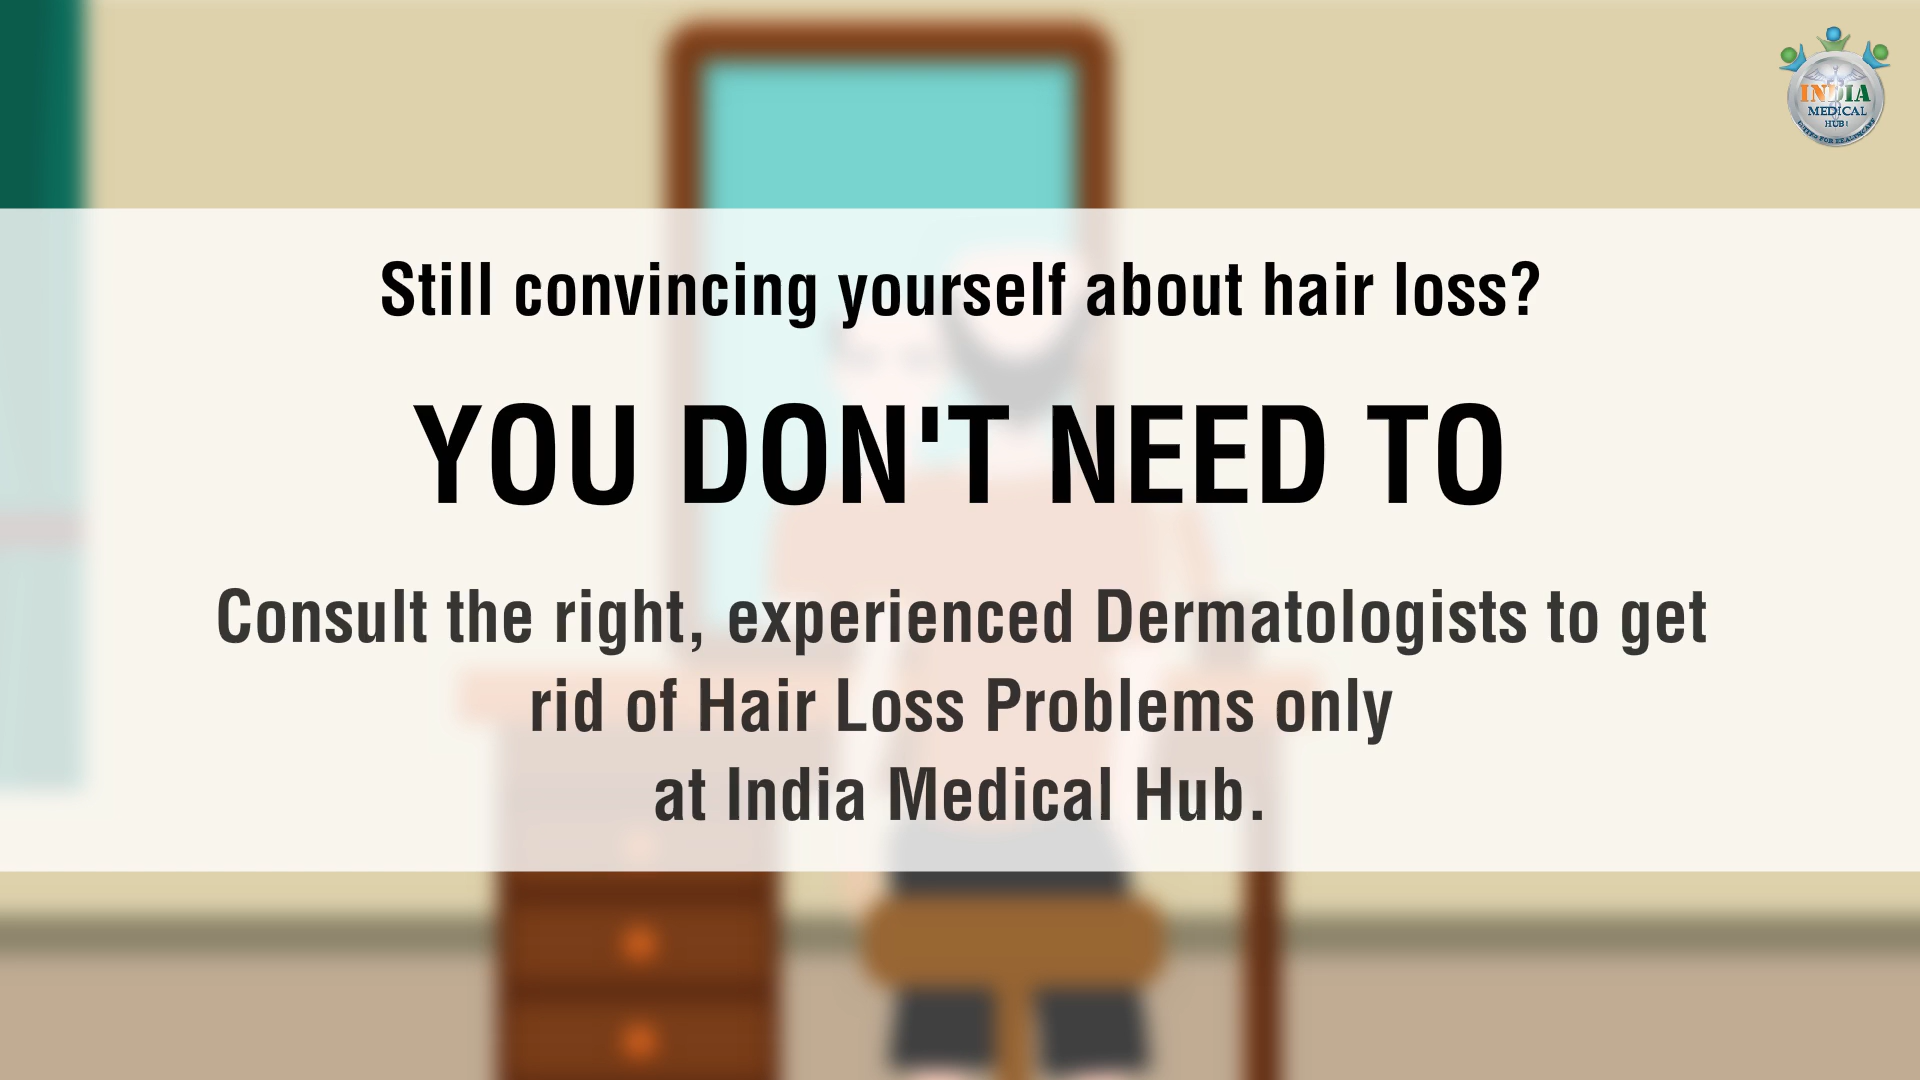 INDIA
MEDICAL
HUB
Still convincing yourself about hair loss?
YOU DON'T NEED TO
Consult the right, experienced Dermatologists to get
rid of Hair Loss Problems only
at India Medical Hub.